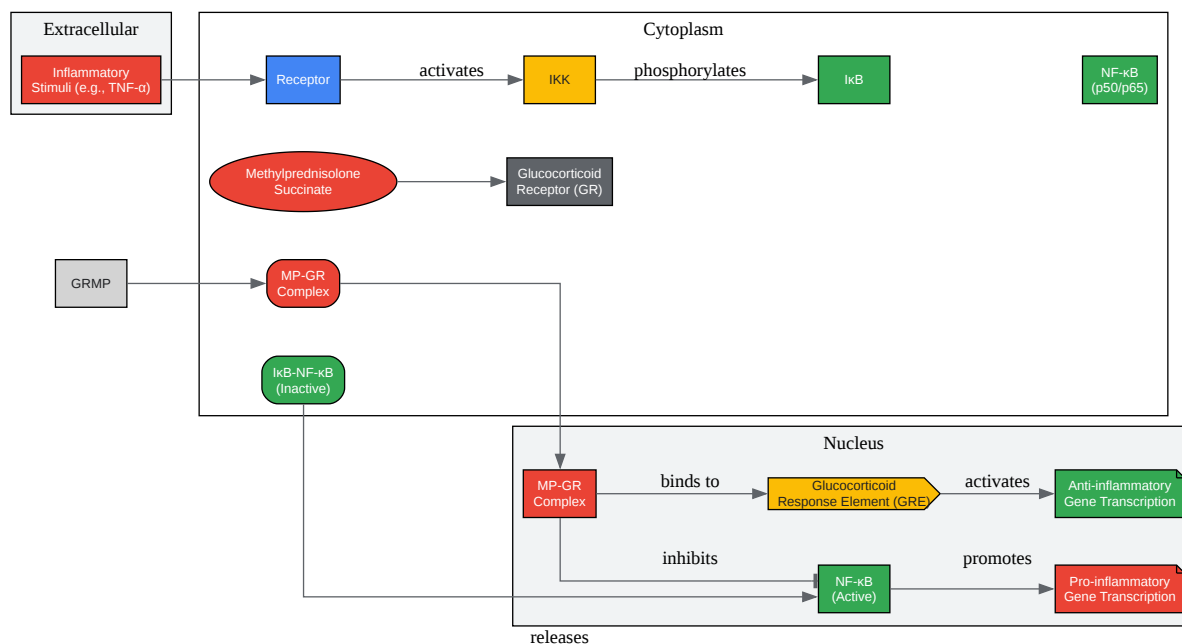 Extracellular
Cytoplasm
Inflammatory
Stimuli (e.g., TNF-α)
Receptor
activates
IKK
phosphorylates
IκB
NF-κB
(p50/p65)
Methylprednisolone
Succinate
Glucocorticoid
Receptor (GR)
GRMP
MP-GR
Complex
IκB-NF-κB
(Inactive)
Nucleus
MP-GR
Complex
binds to
Glucocorticoid
Response Element (GRE)
activates
Anti-inflammatory
Gene Transcription
inhibits
NF-κB
(Active)
promotes
Pro-inflammatory
Gene Transcription
releases